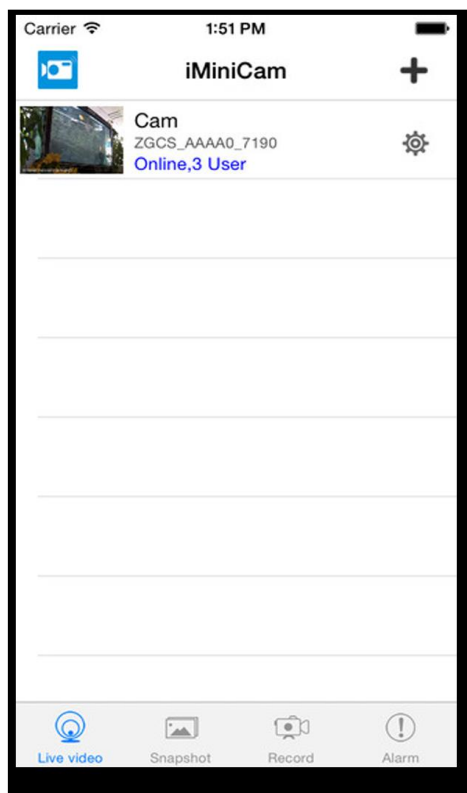 Carrier 1:51 PM
iMiniCam
Cam
ZGCS_AAAA0_7190
Online,3 User
Live video Snapshot Record Alarm